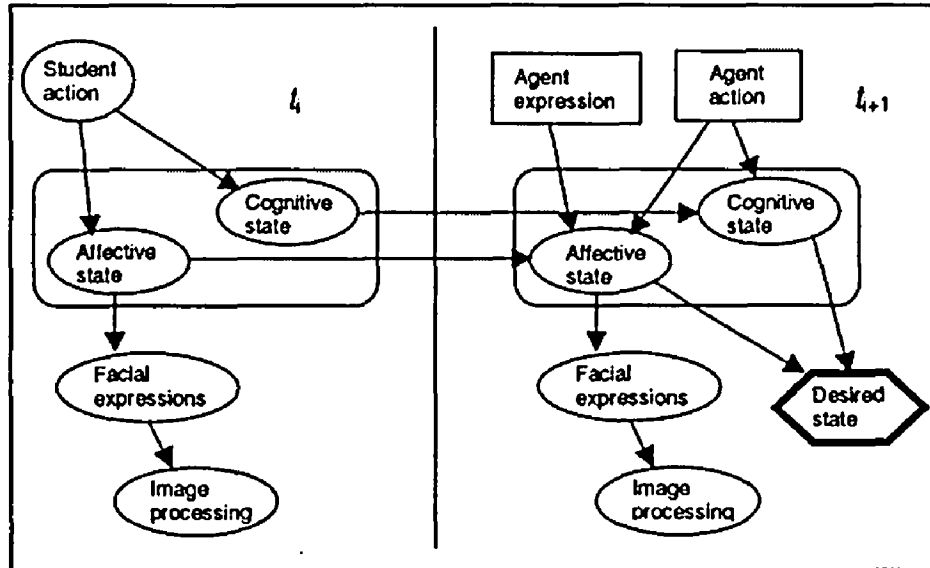 Student
action
t_i
Cognitive
state
Affective
state
Facial
expressions
Image
processing
Agent
expression
Agent
action
t_{i+1}
Cognitive
state
Affective
state
Facial
expressions
Desired
state
Image
processing